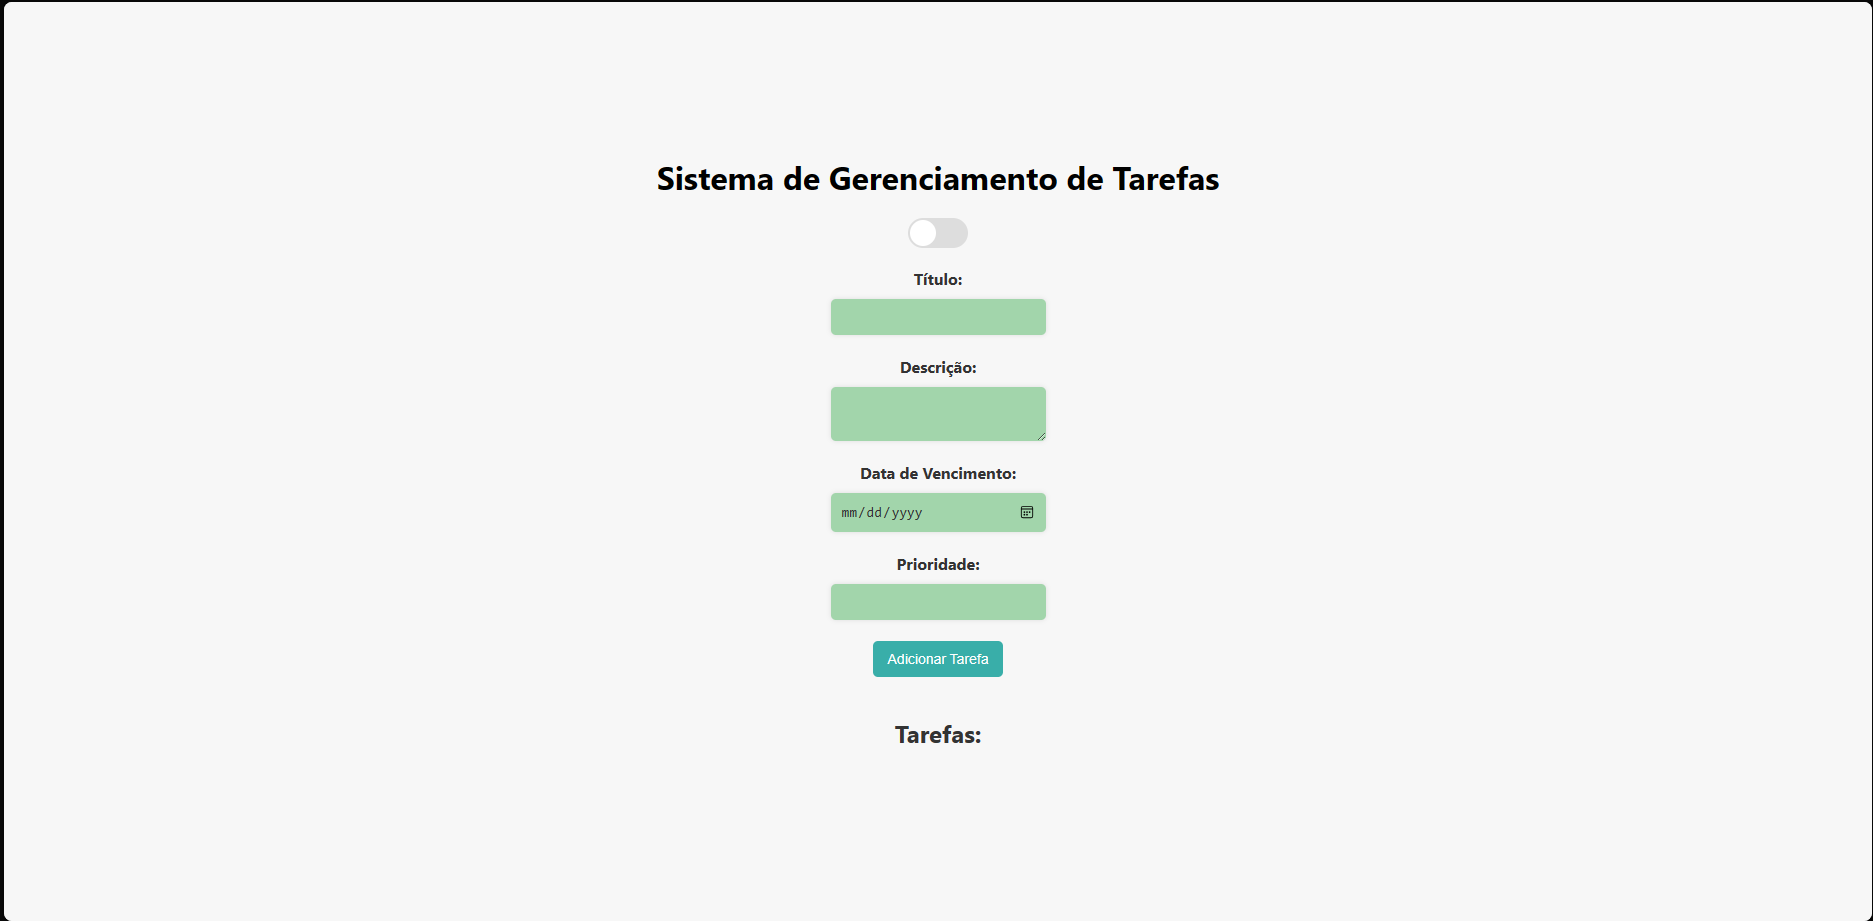 Sistema de Gerenciamento de Tarefas
Título:
Descrição:
Data de Vencimento:
mm/dd/yyyy
Prioridade:
Adicionar Tarefa
Tarefas: